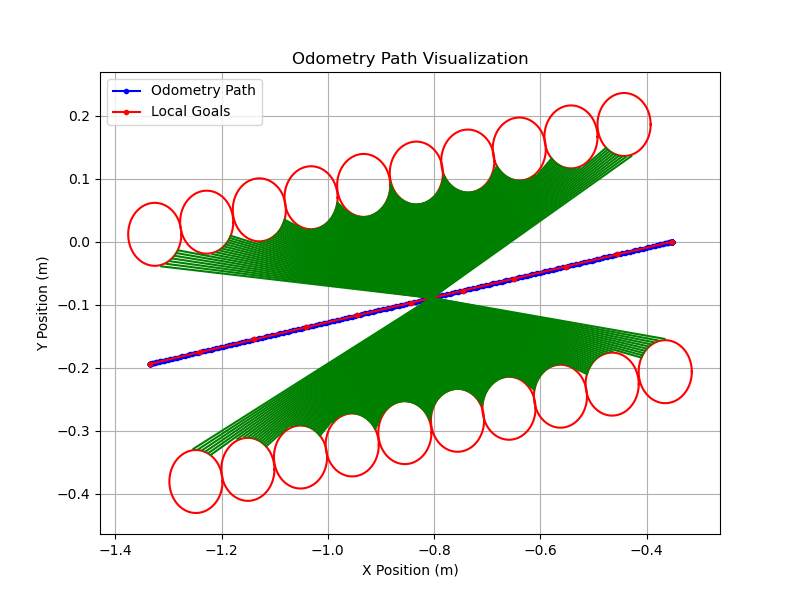 Odometry Path Visualization
Odometry Path
Local Goals
0.2
0.1
0.0
−0.1
−0.2
−0.3
−0.4
Y Position (m)
−1.4
−1.2
−1.0
−0.8
−0.6
−0.4
X Position (m)